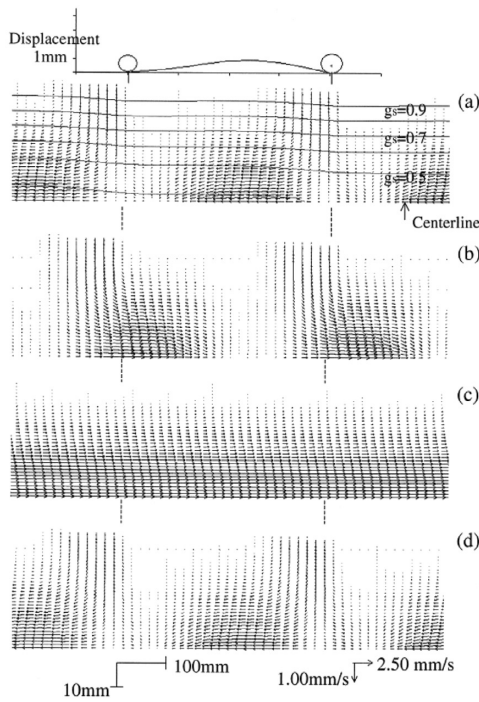 Displacement
1mm
(a)
gs=0.9
gs=0.7
gs=0.5
Centerline
(b)
(c)
(d)
100mm
10mm
2.50 mm/s
1.00mm/s